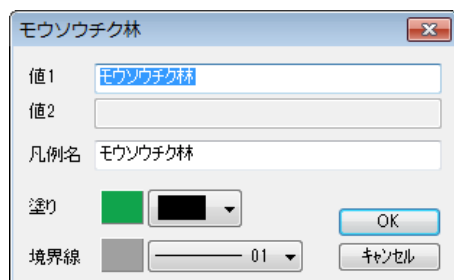 モウソウチク林
値1 モウソウチク林
値2
凡例名 モウソウチク林
塗り
OK
境界線 01 キャンセル